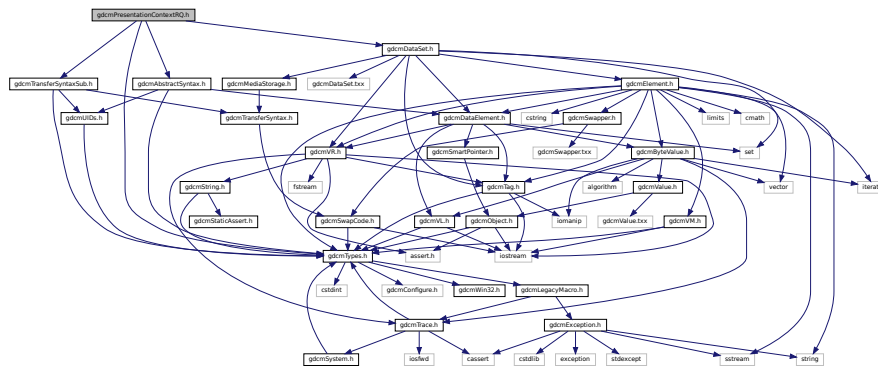 gdcmPresentationContextRQ.h
gdcmDataSet.h
gdcmTransferSyntaxSub.h
gdcmAbstractSyntax.h
gdcmMediaStorage.h
gdcmDataSet.txx
gdcmElement.h
gdcmUIDs.h
gdcmTransferSyntax.h
gdcmDataElement.h
cstring
gdcmSwapper.h
limits
cmath
gdcmVR.h
gdcmSmartPointer.h
gdcmSwapper.txx
gdcmByteValue.h
set
gdcmString.h
fstream
gdcmTag.h
algorithm
gdcmValue.h
vector
iterat
gdcmStaticAssert.h
gdcmSwapCode.h
gdcmVL.h
gdcmObject.h
iomanip
gdcmValue.txx
gdcmVM.h
gdcmTypes.h
assert.h
iostream
cstdint
gdcmConfigure.h
gdcmWin32.h
gdcmLegacyMacro.h
gdcmTrace.h
gdcmException.h
gdcmSystem.h
iosfwd
cassert
cstdlib
exception
stdexcept
sstream
string